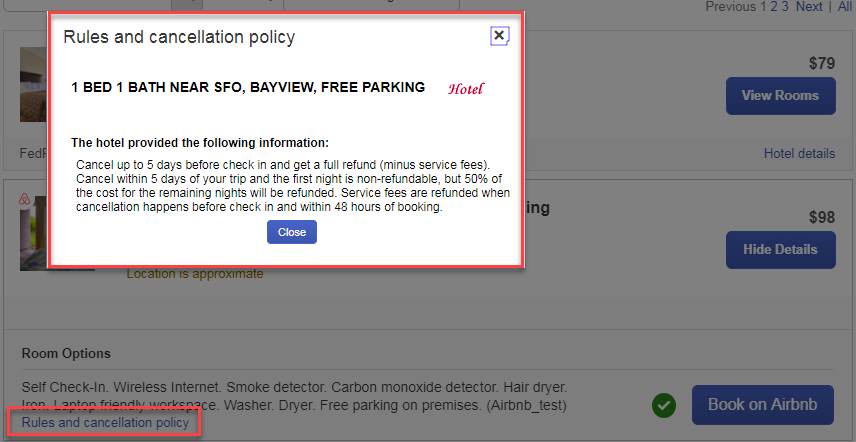 Previous 1 2 3 Next | All
Rules and cancellation policy
1 BED 1 BATH NEAR SFO, BAYVIEW, FREE PARKING Hotel
The hotel provided the following information:
Cancel up to 5 days before check in and get a full refund (minus service fees).
Cancel within 5 days of your trip and the first night is non-refundable, but 50% of
the cost for the remaining nights will be refunded. Service fees are refunded when
cancellation happens before check in and within 48 hours of booking.
Close
$79
View Rooms
FedR
Hotel details
ing
$98
Hide Details
Location is approximate
Room Options
Self Check-In. Wireless Internet. Smoke detector. Carbon monoxide detector. Hair dryer.
Iron. Laptop friendly workspace. Washer. Dryer. Free parking on premises. (Airbnb_test)
Rules and cancellation policy
Book on Airbnb